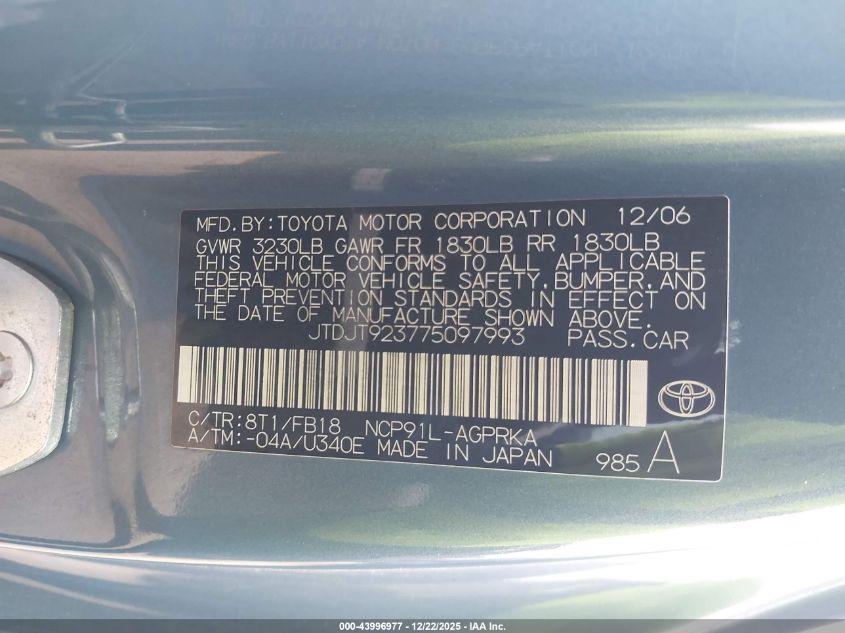 MFD.BY:TOYOTA MOTOR CORPORATION 12/06
GVWR 3230LB GAWR FR 1830LB RR 1830LB
THIS VEHICLE CONFORMS TO ALL APPLICABLE
FEDERAL MOTOR VEHICLE SAFETY,BUMPER,AND
THEFT PREVENTION STANDARDS IN EFFECT ON
THE DATE OF MANUFACTURE SHOWN ABOVE.
JTDJT923775097993 PASS.CAR
C/TR:8T1/FB18 NCP91L-AGPRKA
A/TM:-04A/U340E MADE IN JAPAN 985 A
000-43996977 - 12/22/2025 - IAA Inc.